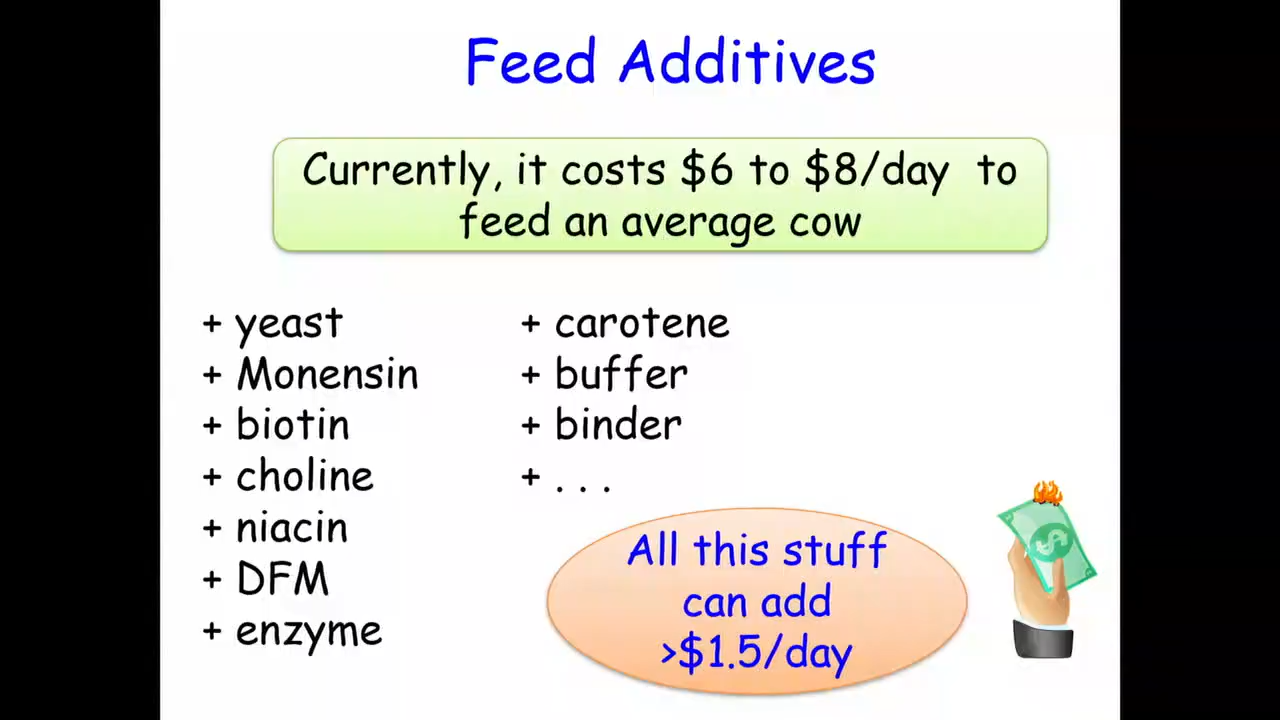 Feed Additives
Currently, it costs $6 to $8/day to
feed an average cow
+ yeast
+ Monensin
+ biotin
+ choline
+ niacin
+ DFM
+ enzyme
+ carotene
+ buffer
+ binder
+ . . .
All this stuff
can add
>$1.5/day